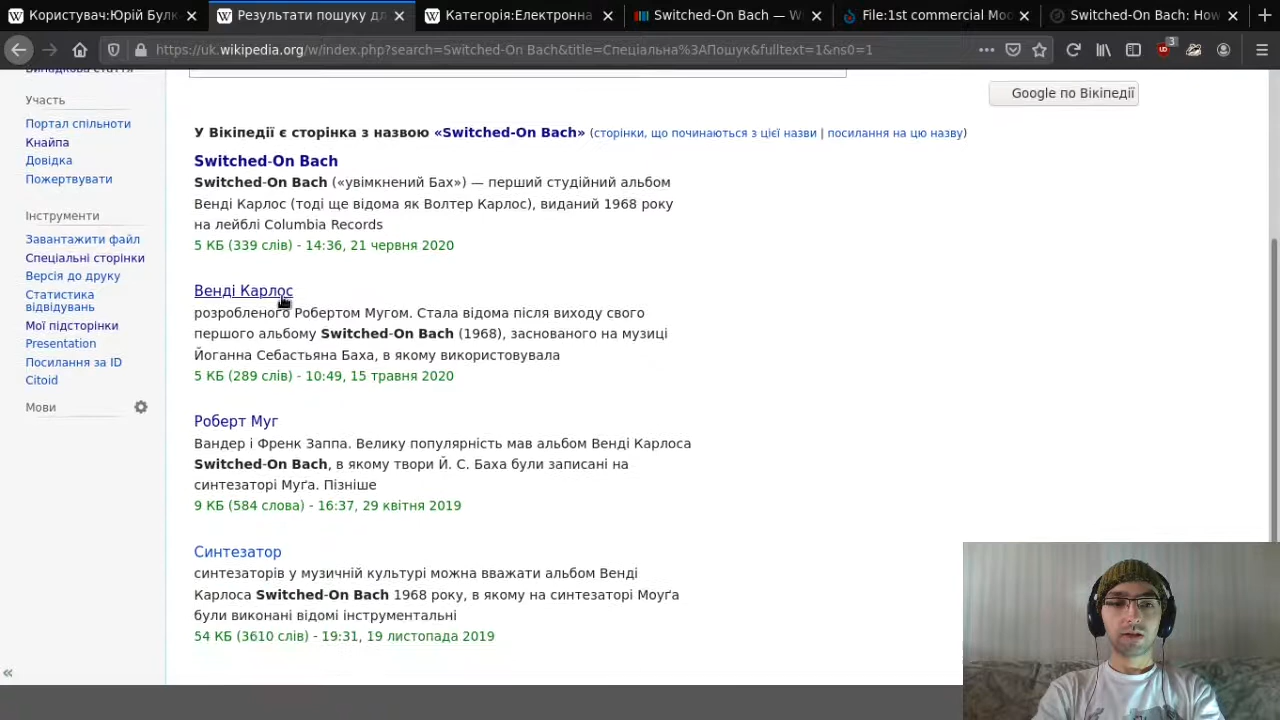 Користувач:Юрій Булк
Результати пошуку дл
Категорія:Електронна
Switched-On Bach — W
File:1st commercial Moo
Switched-On Bach: How
https://uk.wikipedia.org/w/index.php?search=Switched-On Bach&title=Спеціальна%3AПошук&fulltext=1&ns0=1
3
Випадкова стаття
Участь
Портал спільноти
Кнайпа
Довідка
Пожертвувати
Інструменти
Завантажити файл
Спеціальні сторінки
Версія до друку
Статистика
відвідувань
Мої підсторінки
Presentation
Посилання за ID
Citoid
Мови
Google по Вікіпедії
У Вікіпедії є сторінка з назвою «Switched-On Bach» (сторінки, що починаються з цієї назви | посилання на цю назву)
Switched-On Bach
Switched-On Bach («увімкнений Бах») — перший студійний альбом
Венді Карлос (тоді ще відома як Волтер Карлос), виданий 1968 року
на лейблі Columbia Records
5 КБ (339 слів) - 14:36, 21 червня 2020
Венді Карлос
розробленого Робертом Мугом. Стала відома після виходу свого
першого альбому Switched-On Bach (1968), заснованого на музиці
Йоганна Себастьяна Баха, в якому використовувала
5 КБ (289 слів) - 10:49, 15 травня 2020
Роберт Муг
Вандер і Френк Заппа. Велику популярність мав альбом Венді Карлоса
Switched-On Bach, в якому твори Й. С. Баха були записані на
синтезаторі Муґа. Пізніше
9 КБ (584 слова) - 16:37, 29 квітня 2019
Синтезатор
синтезаторів у музичній культурі можна вважати альбом Венді
Карлоса Switched-On Bach 1968 року, в якому на синтезаторі Моуґа
були виконані відомі інструментальні
54 КБ (3610 слів) - 19:31, 19 листопада 2019